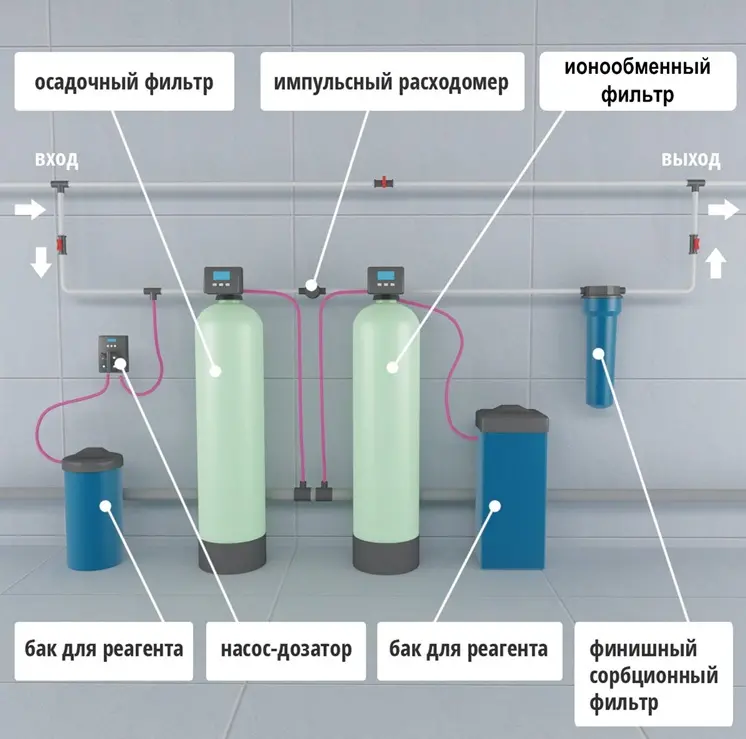 осадочный фильтр
импульсный расходомер
ионообменный
фильтр
вход
выход
бак для реагента
насос-дозатор
бак для реагента
финишный
сорбционный
фильтр